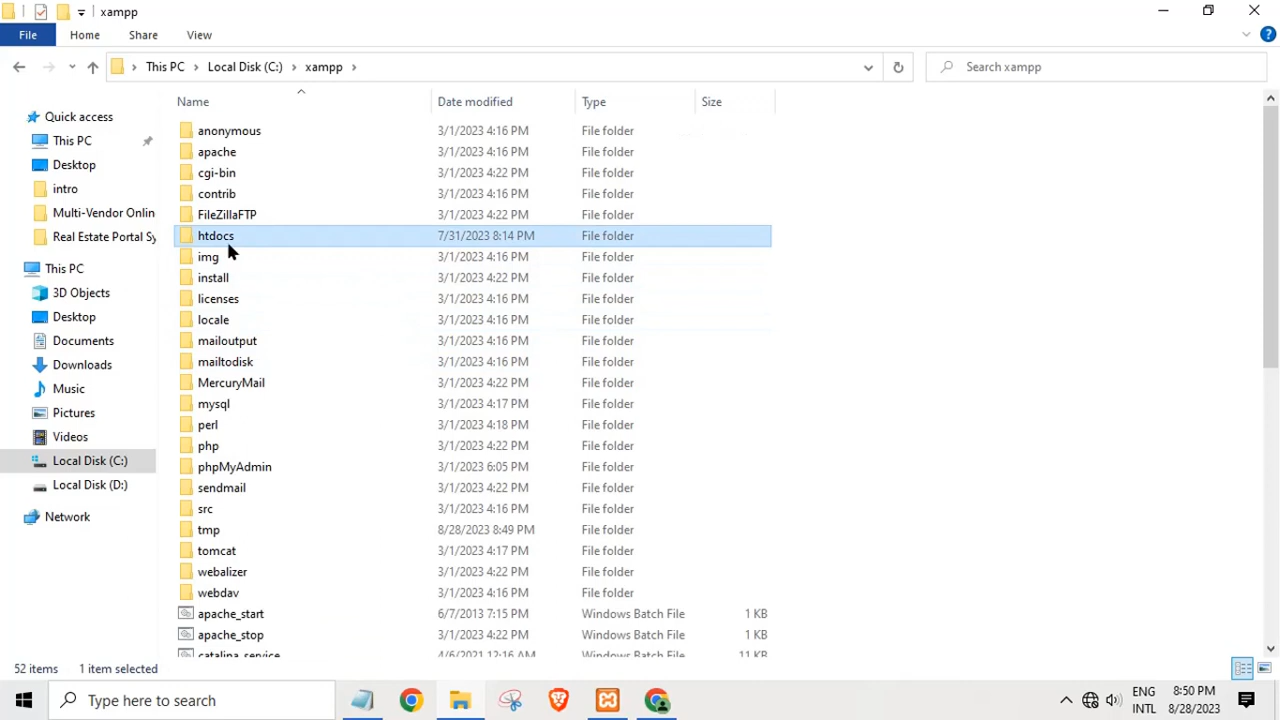 xampp
File Home Share View
This PC Local Disk (C:) xampp Search xampp
Name Date modified Type Size
Quick access
This PC
Desktop
intro
Multi-Vendor Onlin
Real Estate Portal Sy
This PC
3D Objects
Desktop
Documents
Downloads
Music
Pictures
Videos
Local Disk (C:)
Local Disk (D:)
Network
anonymous 3/1/2023 4:16 PM File folder
apache 3/1/2023 4:16 PM File folder
cgi-bin 3/1/2023 4:22 PM File folder
contrib 3/1/2023 4:16 PM File folder
FileZillaFTP 3/1/2023 4:22 PM File folder
htdocs 7/31/2023 8:14 PM File folder
img 3/1/2023 4:16 PM File folder
install 3/1/2023 4:22 PM File folder
licenses 3/1/2023 4:16 PM File folder
locale 3/1/2023 4:16 PM File folder
mailoutput 3/1/2023 4:16 PM File folder
mailtodisk 3/1/2023 4:16 PM File folder
MercuryMail 3/1/2023 4:22 PM File folder
mysql 3/1/2023 4:17 PM File folder
perl 3/1/2023 4:18 PM File folder
php 3/1/2023 4:22 PM File folder
phpMyAdmin 3/1/2023 6:05 PM File folder
sendmail 3/1/2023 4:22 PM File folder
src 3/1/2023 4:16 PM File folder
tmp 8/28/2023 8:49 PM File folder
tomcat 3/1/2023 4:17 PM File folder
webalizer 3/1/2023 4:22 PM File folder
webdav 3/1/2023 4:16 PM File folder
apache_start 6/7/2013 7:15 PM Windows Batch File 1 KB
apache_stop 3/1/2023 4:22 PM Windows Batch File 1 KB
catalina_service 4/6/2021 12:16 AM Windows Batch File 11 KB
52 items 1 item selected
Type here to search
ENG
INTL
8:50 PM
8/28/2023